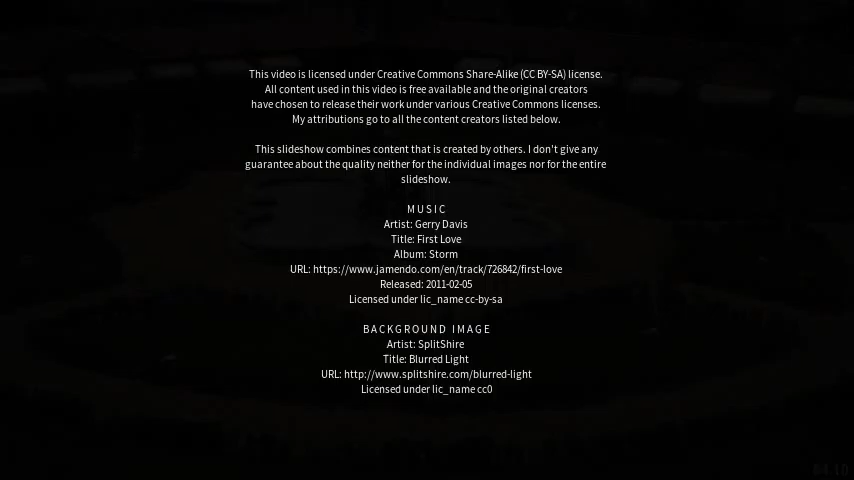 This video is licensed under Creative Commons Share-Alike (CC BY-SA) license.
All content used in this video is free available and the original creators
have chosen to release their work under various Creative Commons licenses.
My attributions go to all the content creators listed below.
This slideshow combines content that is created by others. I don't give any
guarantee about the quality neither for the individual images nor for the entire
slideshow.
MUSIC
Artist: Gerry Davis
Title: First Love
Album: Storm
URL: https://www.jamendo.com/en/track/726842/first-love
Released: 2011-02-05
Licensed under lic_name cc-by-sa
BACKGROUND IMAGE
Artist: SplitShire
Title: Blurred Light
URL: http://www.splitshire.com/blurred-light
Licensed under lic_name cc0